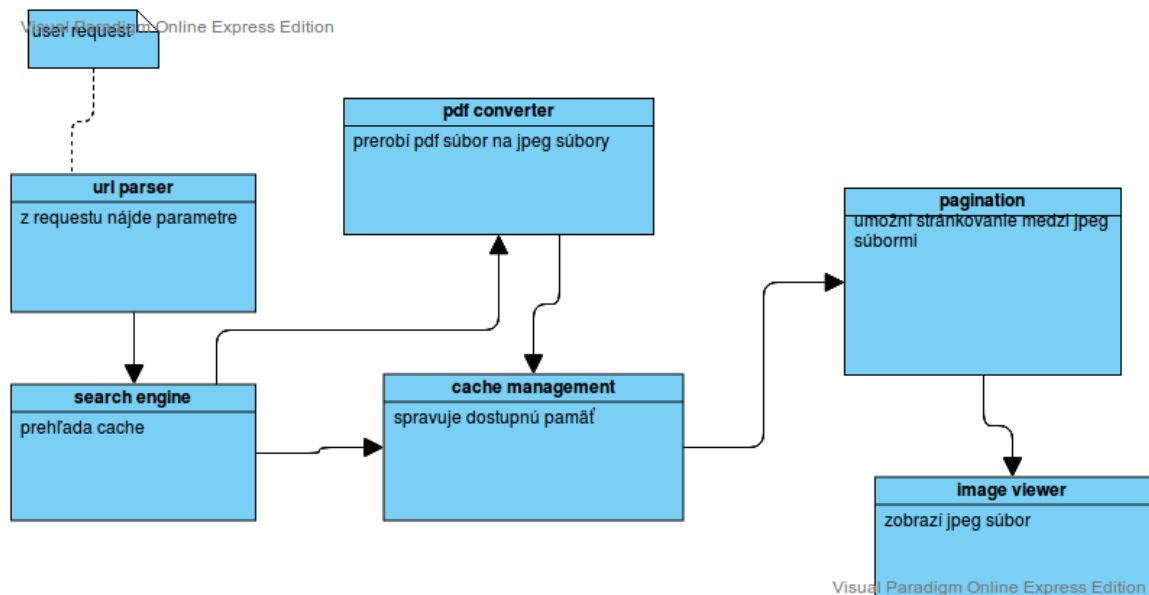 Visual Paradigm Online Express Edition
user request
pdf converter
prerobí pdf súbor na jpeg súbory
url parser
z requestu nájde parametre
pagination
umožní stránkovanie medzi jpeg
súbormi
search engine
prehľada cache
cache management
spravuje dostupnú pamäť
image viewer
zobrazí jpeg súbor
Visual Paradigm Online Express Edition